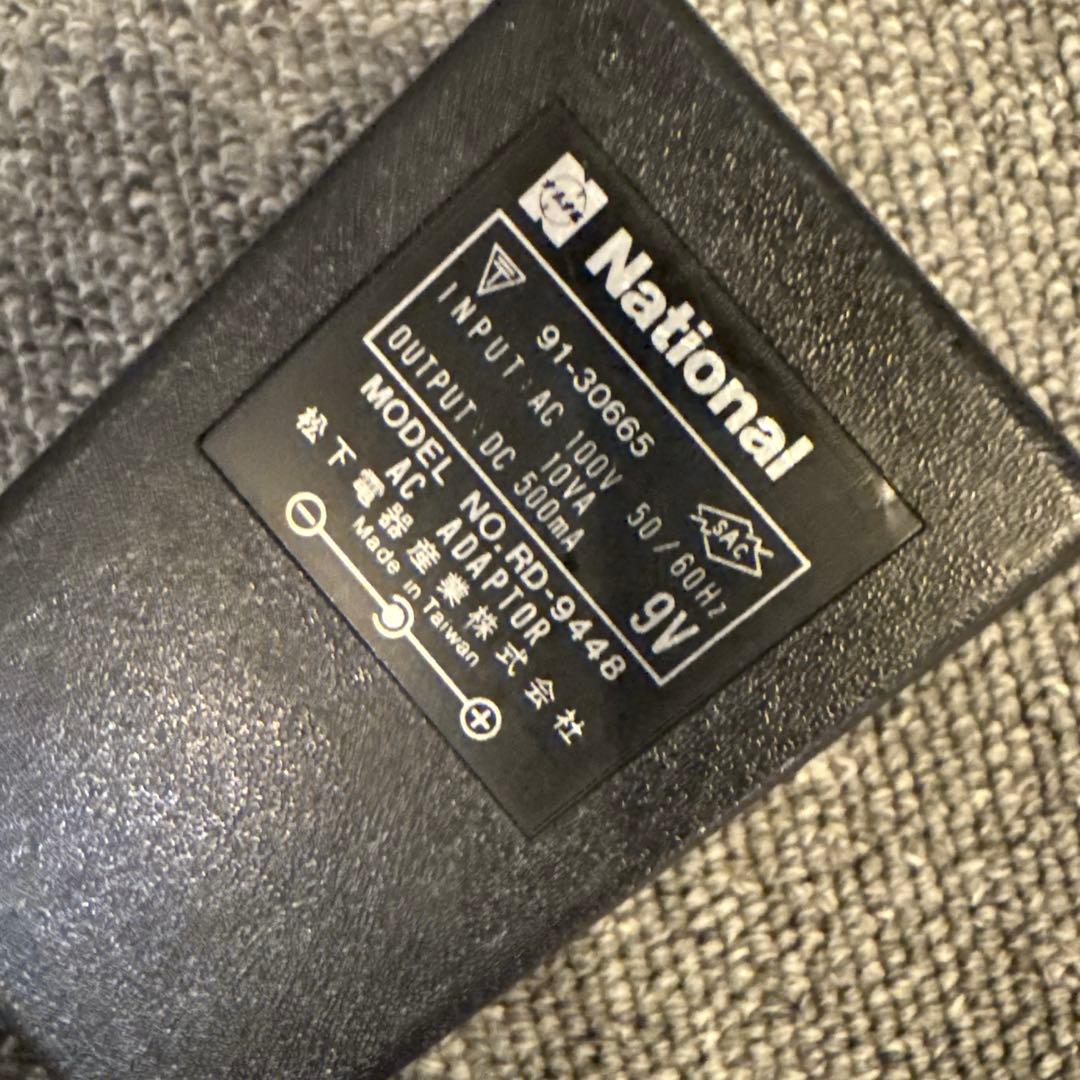 National
91-30665
INPUT : AC 100V 50/60Hz
10VA
OUTPUT : DC 500mA 9V
SAC
MODEL NO.RD-9448
AC ADAPTOR
松下電器産業株式会社
Made in Taiwan
− +